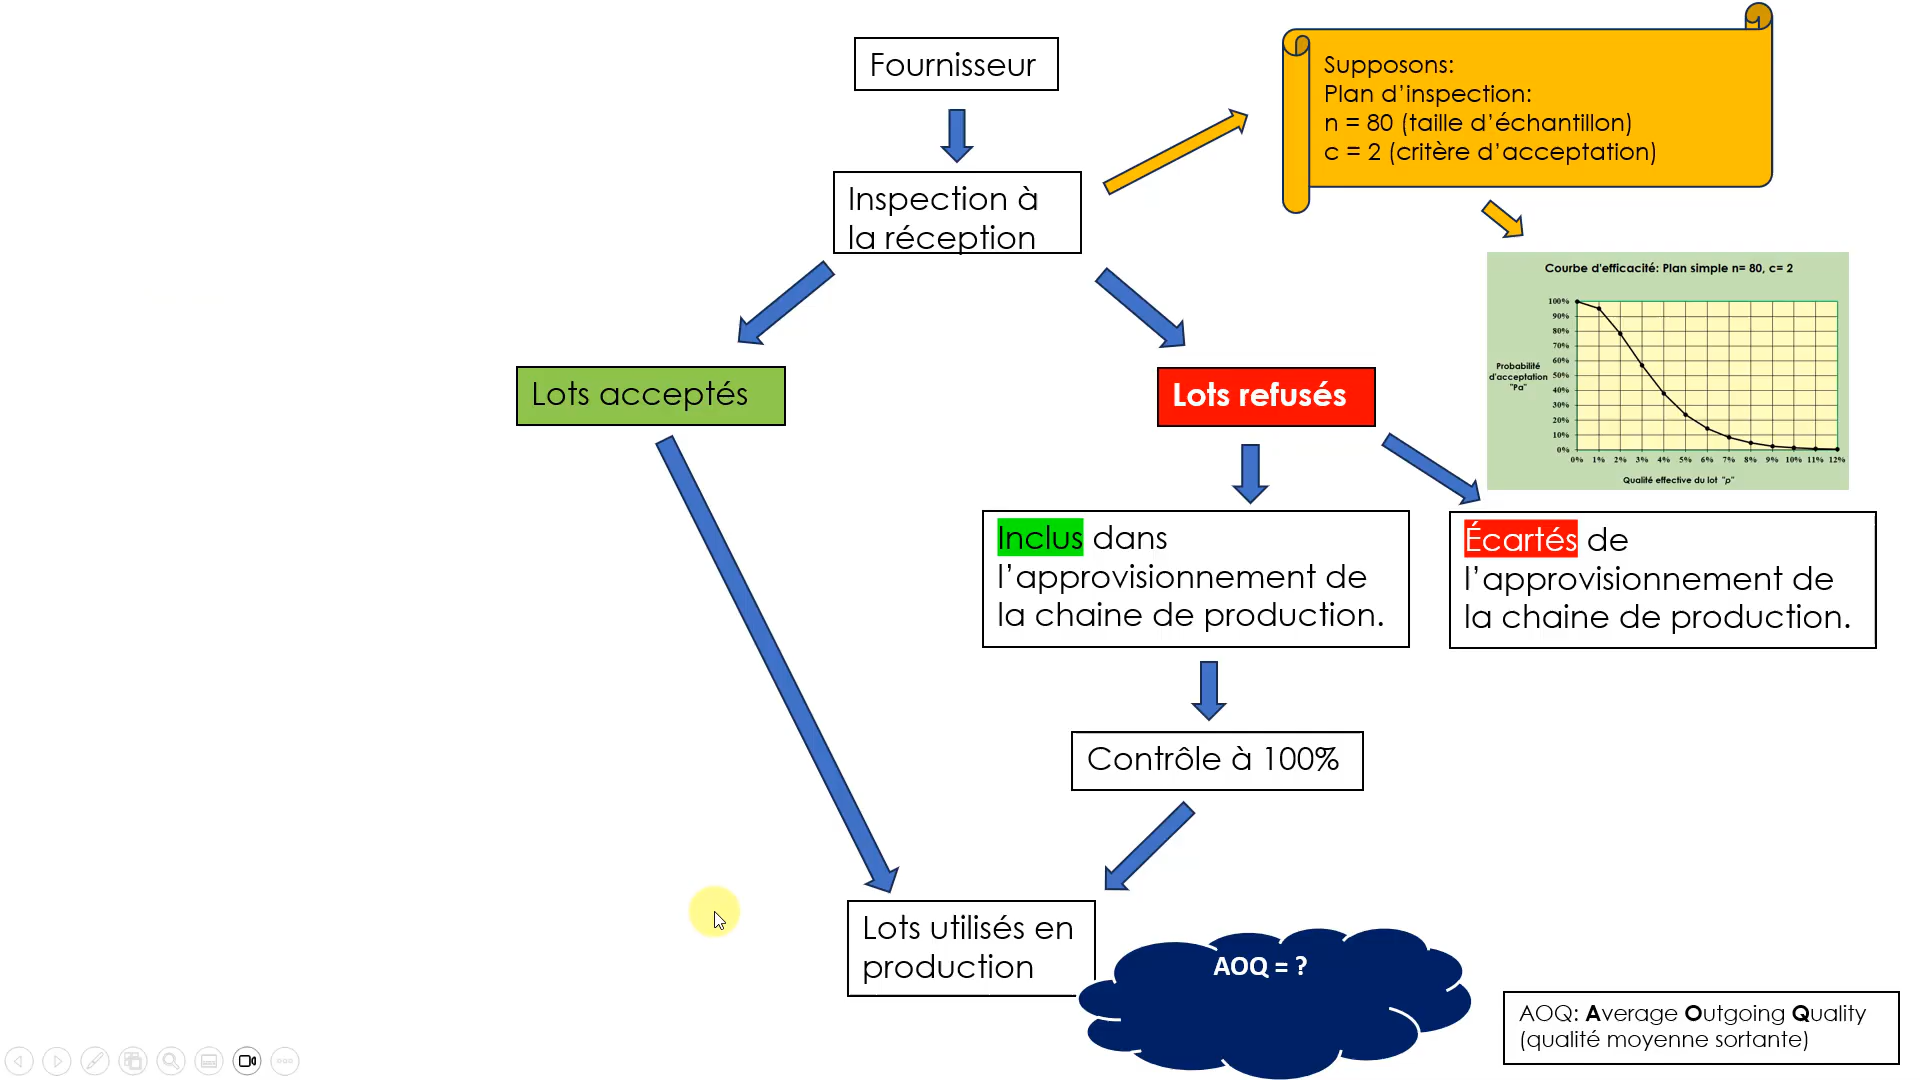 Fournisseur
Supposons:
Plan d’inspection:
n = 80 (taille d’échantillon)
c = 2 (critère d’acceptation)
Inspection à
la réception
Courbe d'efficacité: Plan simple n= 80, c= 2
100%
90%
80%
70%
60%
50%
40%
30%
20%
10%
0%
Probabilité
d'acceptation
"Pa"
0% 1% 2% 3% 4% 5% 6% 7% 8% 9% 10% 11% 12%
Qualité effective du lot "p"
Lots acceptés
Lots refusés
Inclus dans
l’approvisionnement de
la chaine de production.
Écartés de
l’approvisionnement de
la chaine de production.
Contrôle à 100%
Lots utilisés en
production
AOQ = ?
AOQ: Average Outgoing Quality
(qualité moyenne sortante)